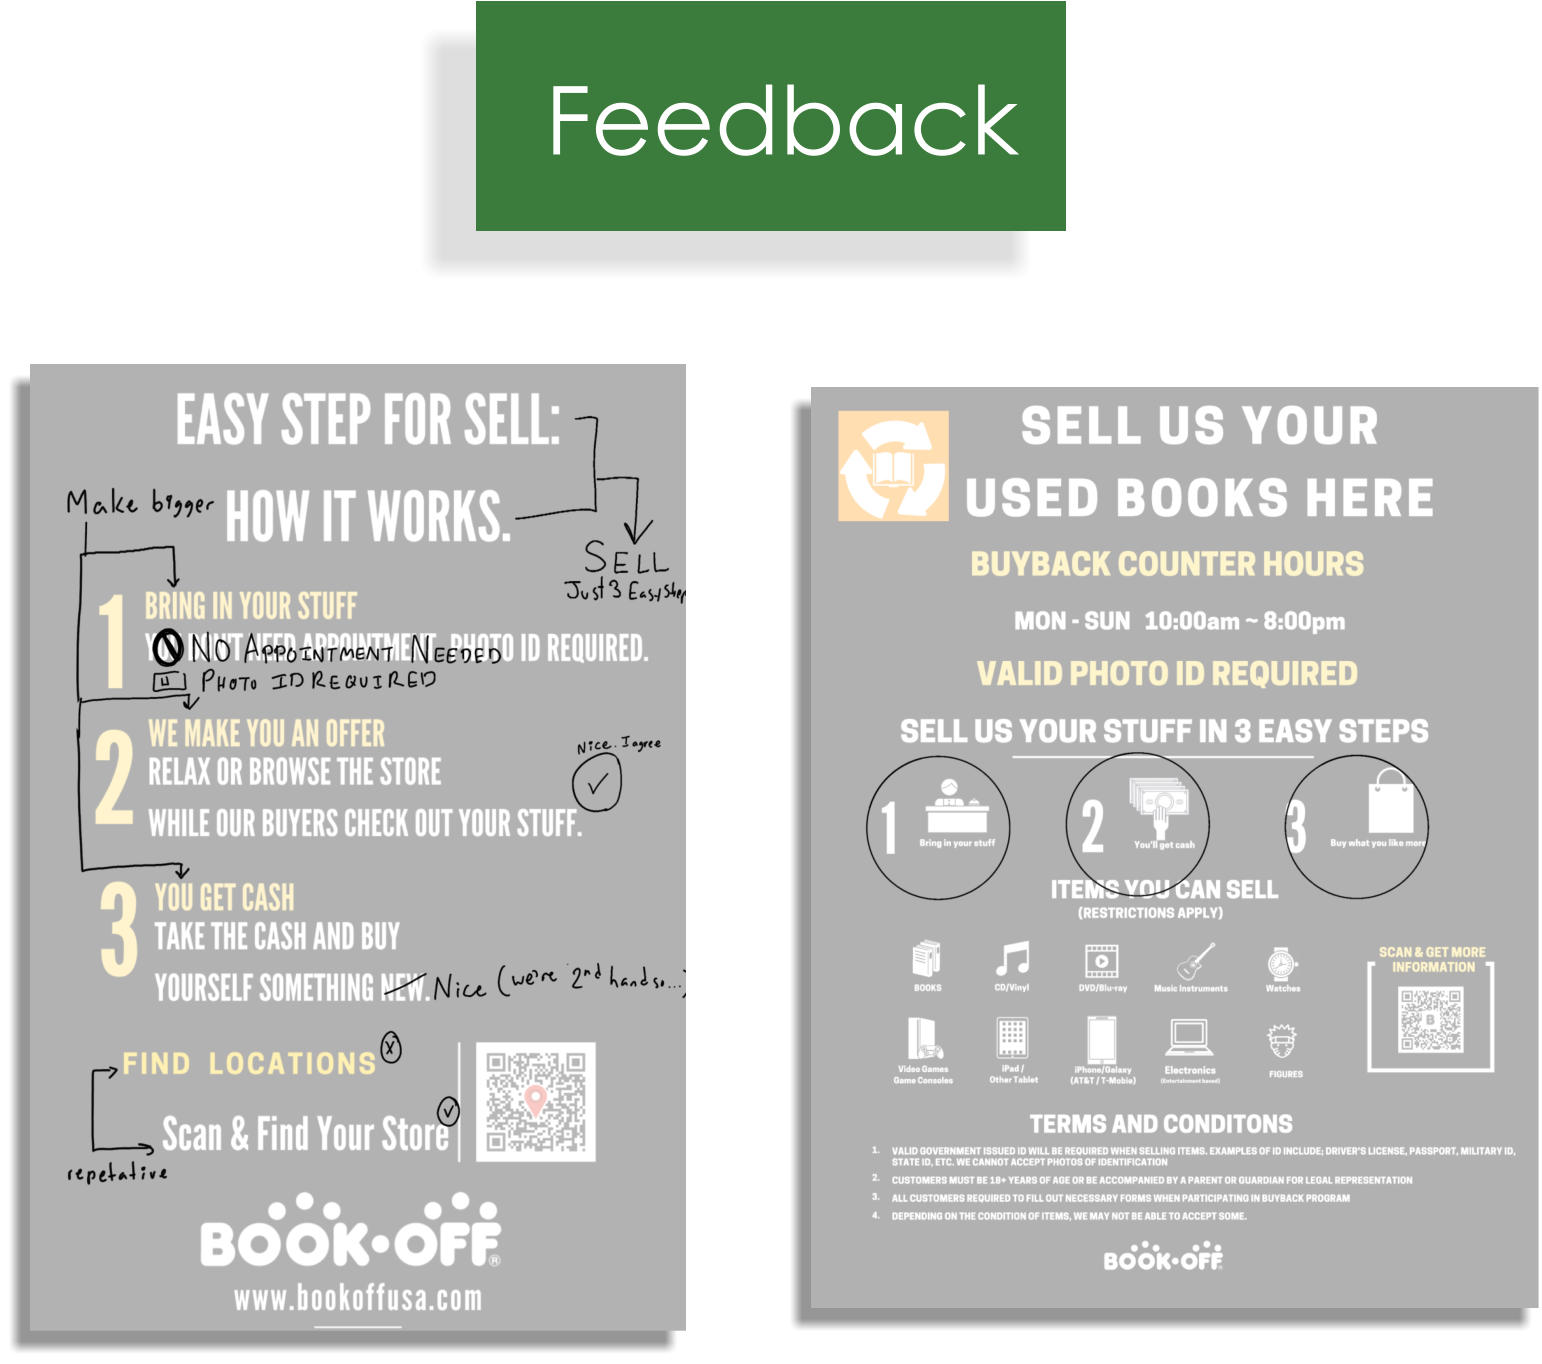 Feedback
EASY STEP FOR SELL:
Make bigger
HOW IT WORKS.
SELL
Just 3 Easy Step
1
BRING IN YOUR STUFF
YOU DON'T NEED APPOINTMENT. PHOTO ID REQUIRED.
NO APPOINTMENT NEEDED
PHOTO ID REQUIRED
2
WE MAKE YOU AN OFFER
RELAX OR BROWSE THE STORE
WHILE OUR BUYERS CHECK OUT YOUR STUFF.
Nice. I agree
3
YOU GET CASH
TAKE THE CASH AND BUY
YOURSELF SOMETHING NEW.
Nice (we're 2nd hand so...)
FIND LOCATIONS
X
Scan & Find Your Store
repetative
BOOK•OFF®
www.bookoffusa.com
SELL US YOUR
USED BOOKS HERE
BUYBACK COUNTER HOURS
MON - SUN 10:00am ~ 8:00pm
VALID PHOTO ID REQUIRED
SELL US YOUR STUFF IN 3 EASY STEPS
1
Bring in your stuff
2
You'll get cash
3
Buy what you like more
ITEMS YOU CAN SELL
(RESTRICTIONS APPLY)
BOOKS
CD/Vinyl
DVD/Blu-ray
Music Instruments
Watches
Video Games
Game Consoles
iPad /
Other Tablet
iPhone/Galaxy
(AT&T / T-Mobie)
Electronics
(Entertainment based)
FIGURES
SCAN & GET MORE
INFORMATION
B
TERMS AND CONDITONS
1. VALID GOVERNMENT ISSUED ID WILL BE REQUIRED WHEN SELLING ITEMS. EXAMPLES OF ID INCLUDE; DRIVER'S LICENSE, PASSPORT, MILITARY ID,
STATE ID, ETC. WE CANNOT ACCEPT PHOTOS OF IDENTIFICATION
2. CUSTOMERS MUST BE 18+ YEARS OF AGE OR BE ACCOMPANIED BY A PARENT OR GUARDIAN FOR LEGAL REPRESENTATION
3. ALL CUSTOMERS REQUIRED TO FILL OUT NECESSARY FORMS WHEN PARTICIPATING IN BUYBACK PROGRAM
4. DEPENDING ON THE CONDITION OF ITEMS, WE MAY NOT BE ABLE TO ACCEPT SOME.
BOOK•OFF